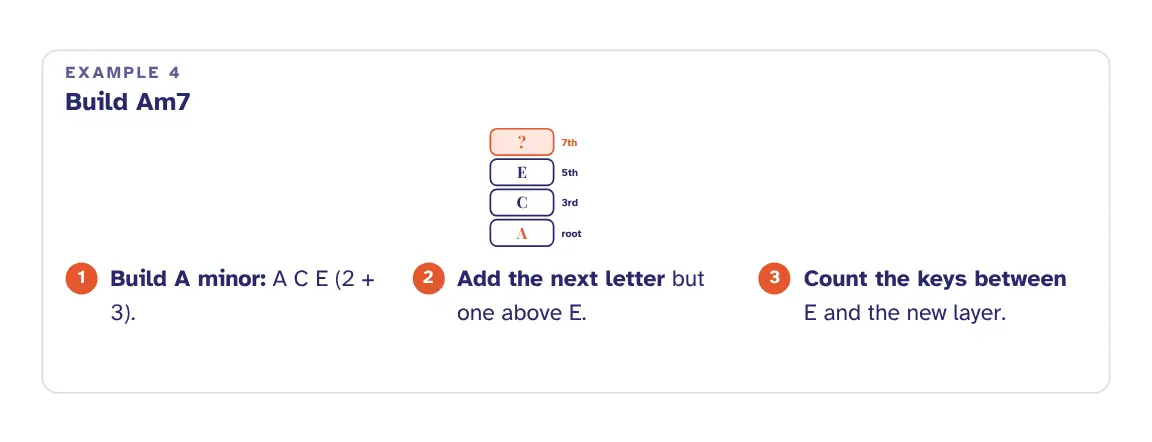 EXAMPLE 4
Build Am7
? 7th
E 5th
C 3rd
A root
1 Build A minor: A C E (2 +
3).
2 Add the next letter but
one above E.
3 Count the keys between
E and the new layer.